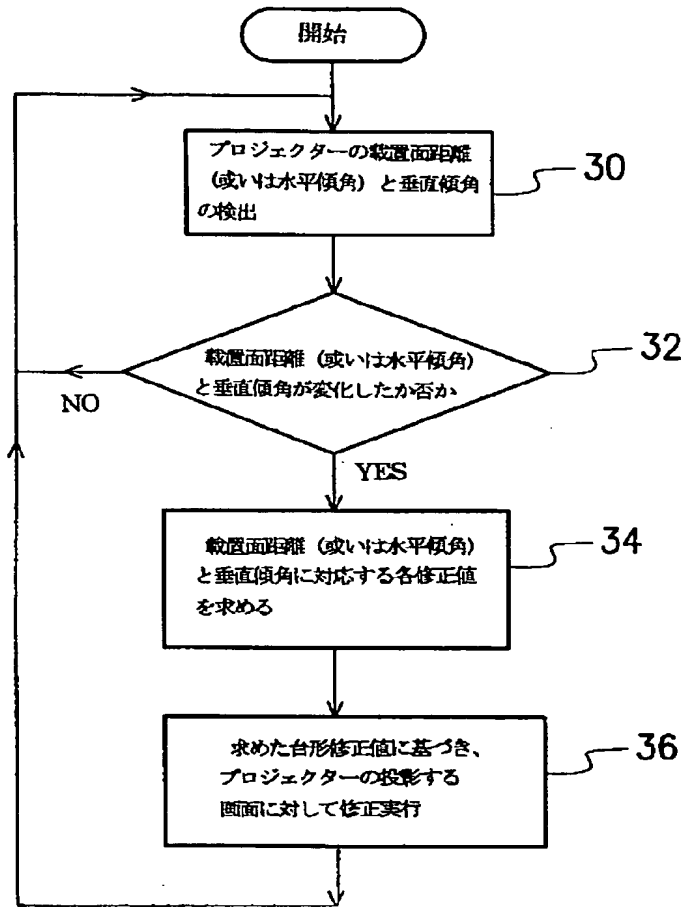 開始
プロジェクターの載置面距離
(或いは水平傾角) と垂直傾角
の検出
30
載置面距離 (或いは水平傾角)
と垂直傾角が変化したか否か
32
NO
YES
載置面距離 (或いは水平傾角)
と垂直傾角に対応する各修正値
を求める
34
求めた台形修正値に基づき、
プロジェクターの投影する
画面に対して修正実行
36